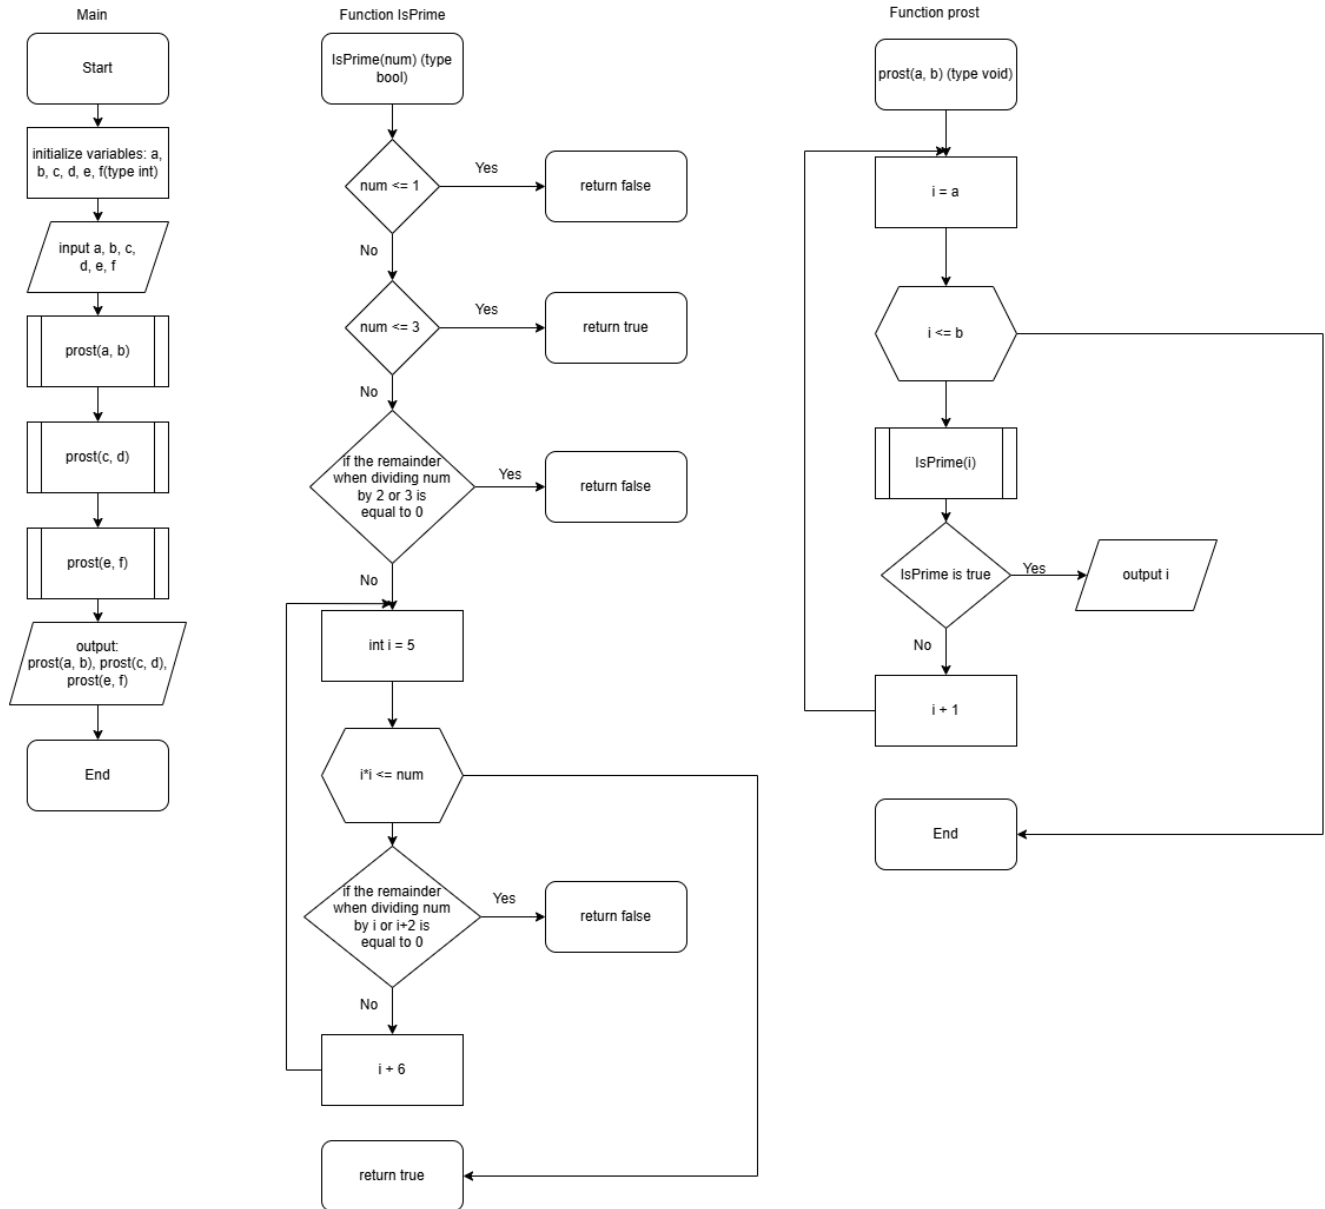 Main
Start
initialize variables: a,
b, c, d, e, f(type int)
input a, b, c,
d, e, f
prost(a, b)
prost(c, d)
prost(e, f)
output:
prost(a, b), prost(c, d),
prost(e, f)
End
Function IsPrime
IsPrime(num) (type
bool)
num <= 1
Yes
return false
No
num <= 3
Yes
return true
No
if the remainder
when dividing num
by 2 or 3 is
equal to 0
Yes
return false
No
int i = 5
i*i <= num
if the remainder
when dividing num
by i or i+2 is
equal to 0
Yes
return false
No
i + 6
return true
Function prost
prost(a, b) (type void)
i = a
i <= b
IsPrime(i)
IsPrime is true
Yes
output i
No
i + 1
End